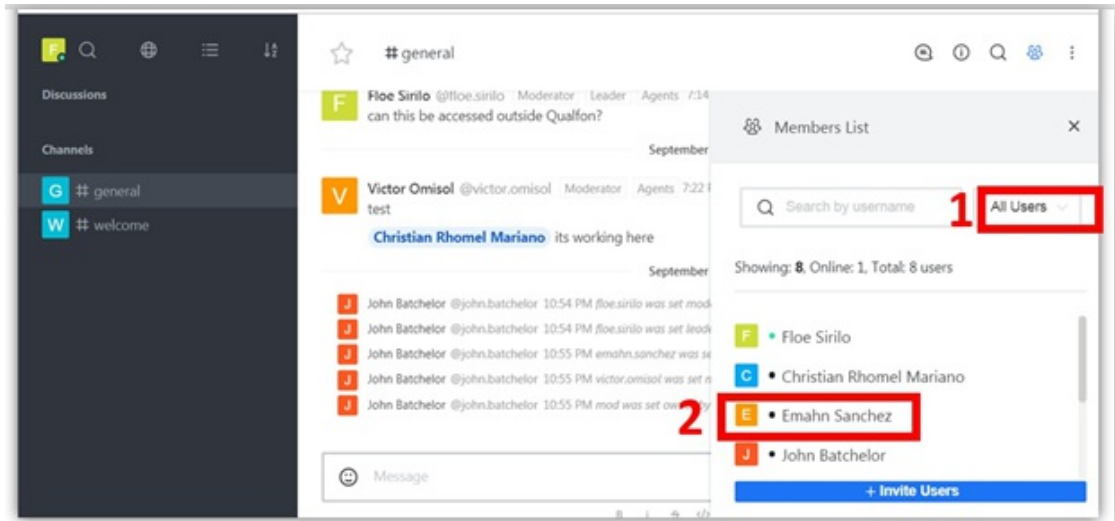 F
# general
Discussions
Channels
G # general
W # welcome
F Floe Sirilo @floe.sirilo Moderator Leader Agents 7:14
can this be accessed outside Qualfon?
September
V Victor Omisol @victor.omisol Moderator Agents 7:22
test
Christian Rhomel Mariano its working here
September
J John Batchelor @john.batchelor 10:54 PM floe.sirilo was set mod
J John Batchelor @john.batchelor 10:54 PM floe.sirilo was set lead
J John Batchelor @john.batchelor 10:55 PM emahn.sanchez was se
J John Batchelor @john.batchelor 10:55 PM victor.omisol was set
J John Batchelor @john.batchelor 10:55 PM mod was set by
Message
B i
Members List
Search by username
1 All Users
Showing: 8, Online: 1, Total: 8 users
F Floe Sirilo
C Christian Rhomel Mariano
2 E Emahn Sanchez
J John Batchelor
+ Invite Users